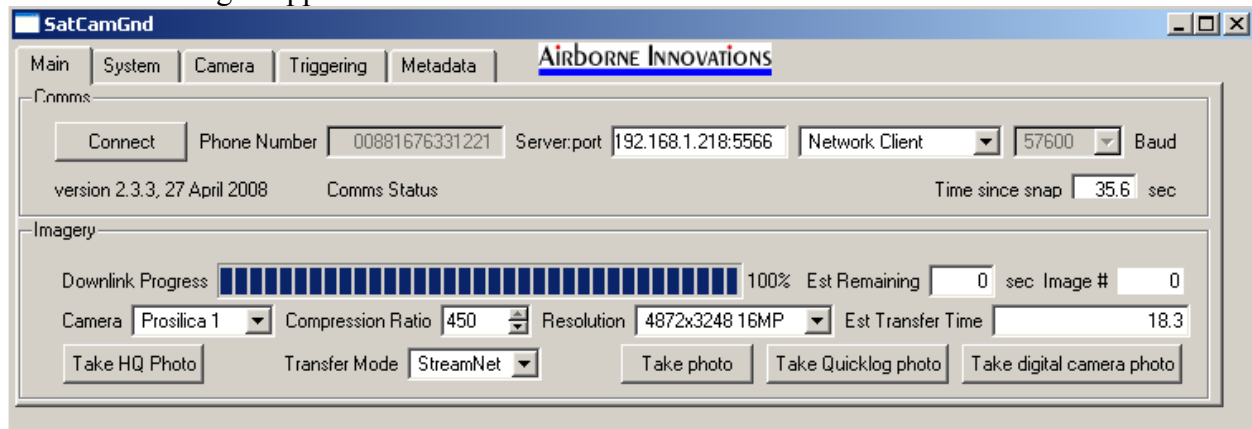 SatCamGnd
Main System Camera Triggering Metadata AIRBORNE INNOVATIONS
Comms
Connect Phone Number 00881676331221 Server:port 192.168.1.218:5566 Network Client 57600 Baud
version 2.3.3, 27 April 2008 Comms Status Time since snap 35.6 sec
Imagery
Downlink Progress 100% Est Remaining 0 sec Image # 0
Camera Prosilica 1 Compression Ratio 450 Resolution 4872x3248 16MP Est Transfer Time 18.3
Take HQ Photo Transfer Mode StreamNet Take photo Take Quicklog photo Take digital camera photo